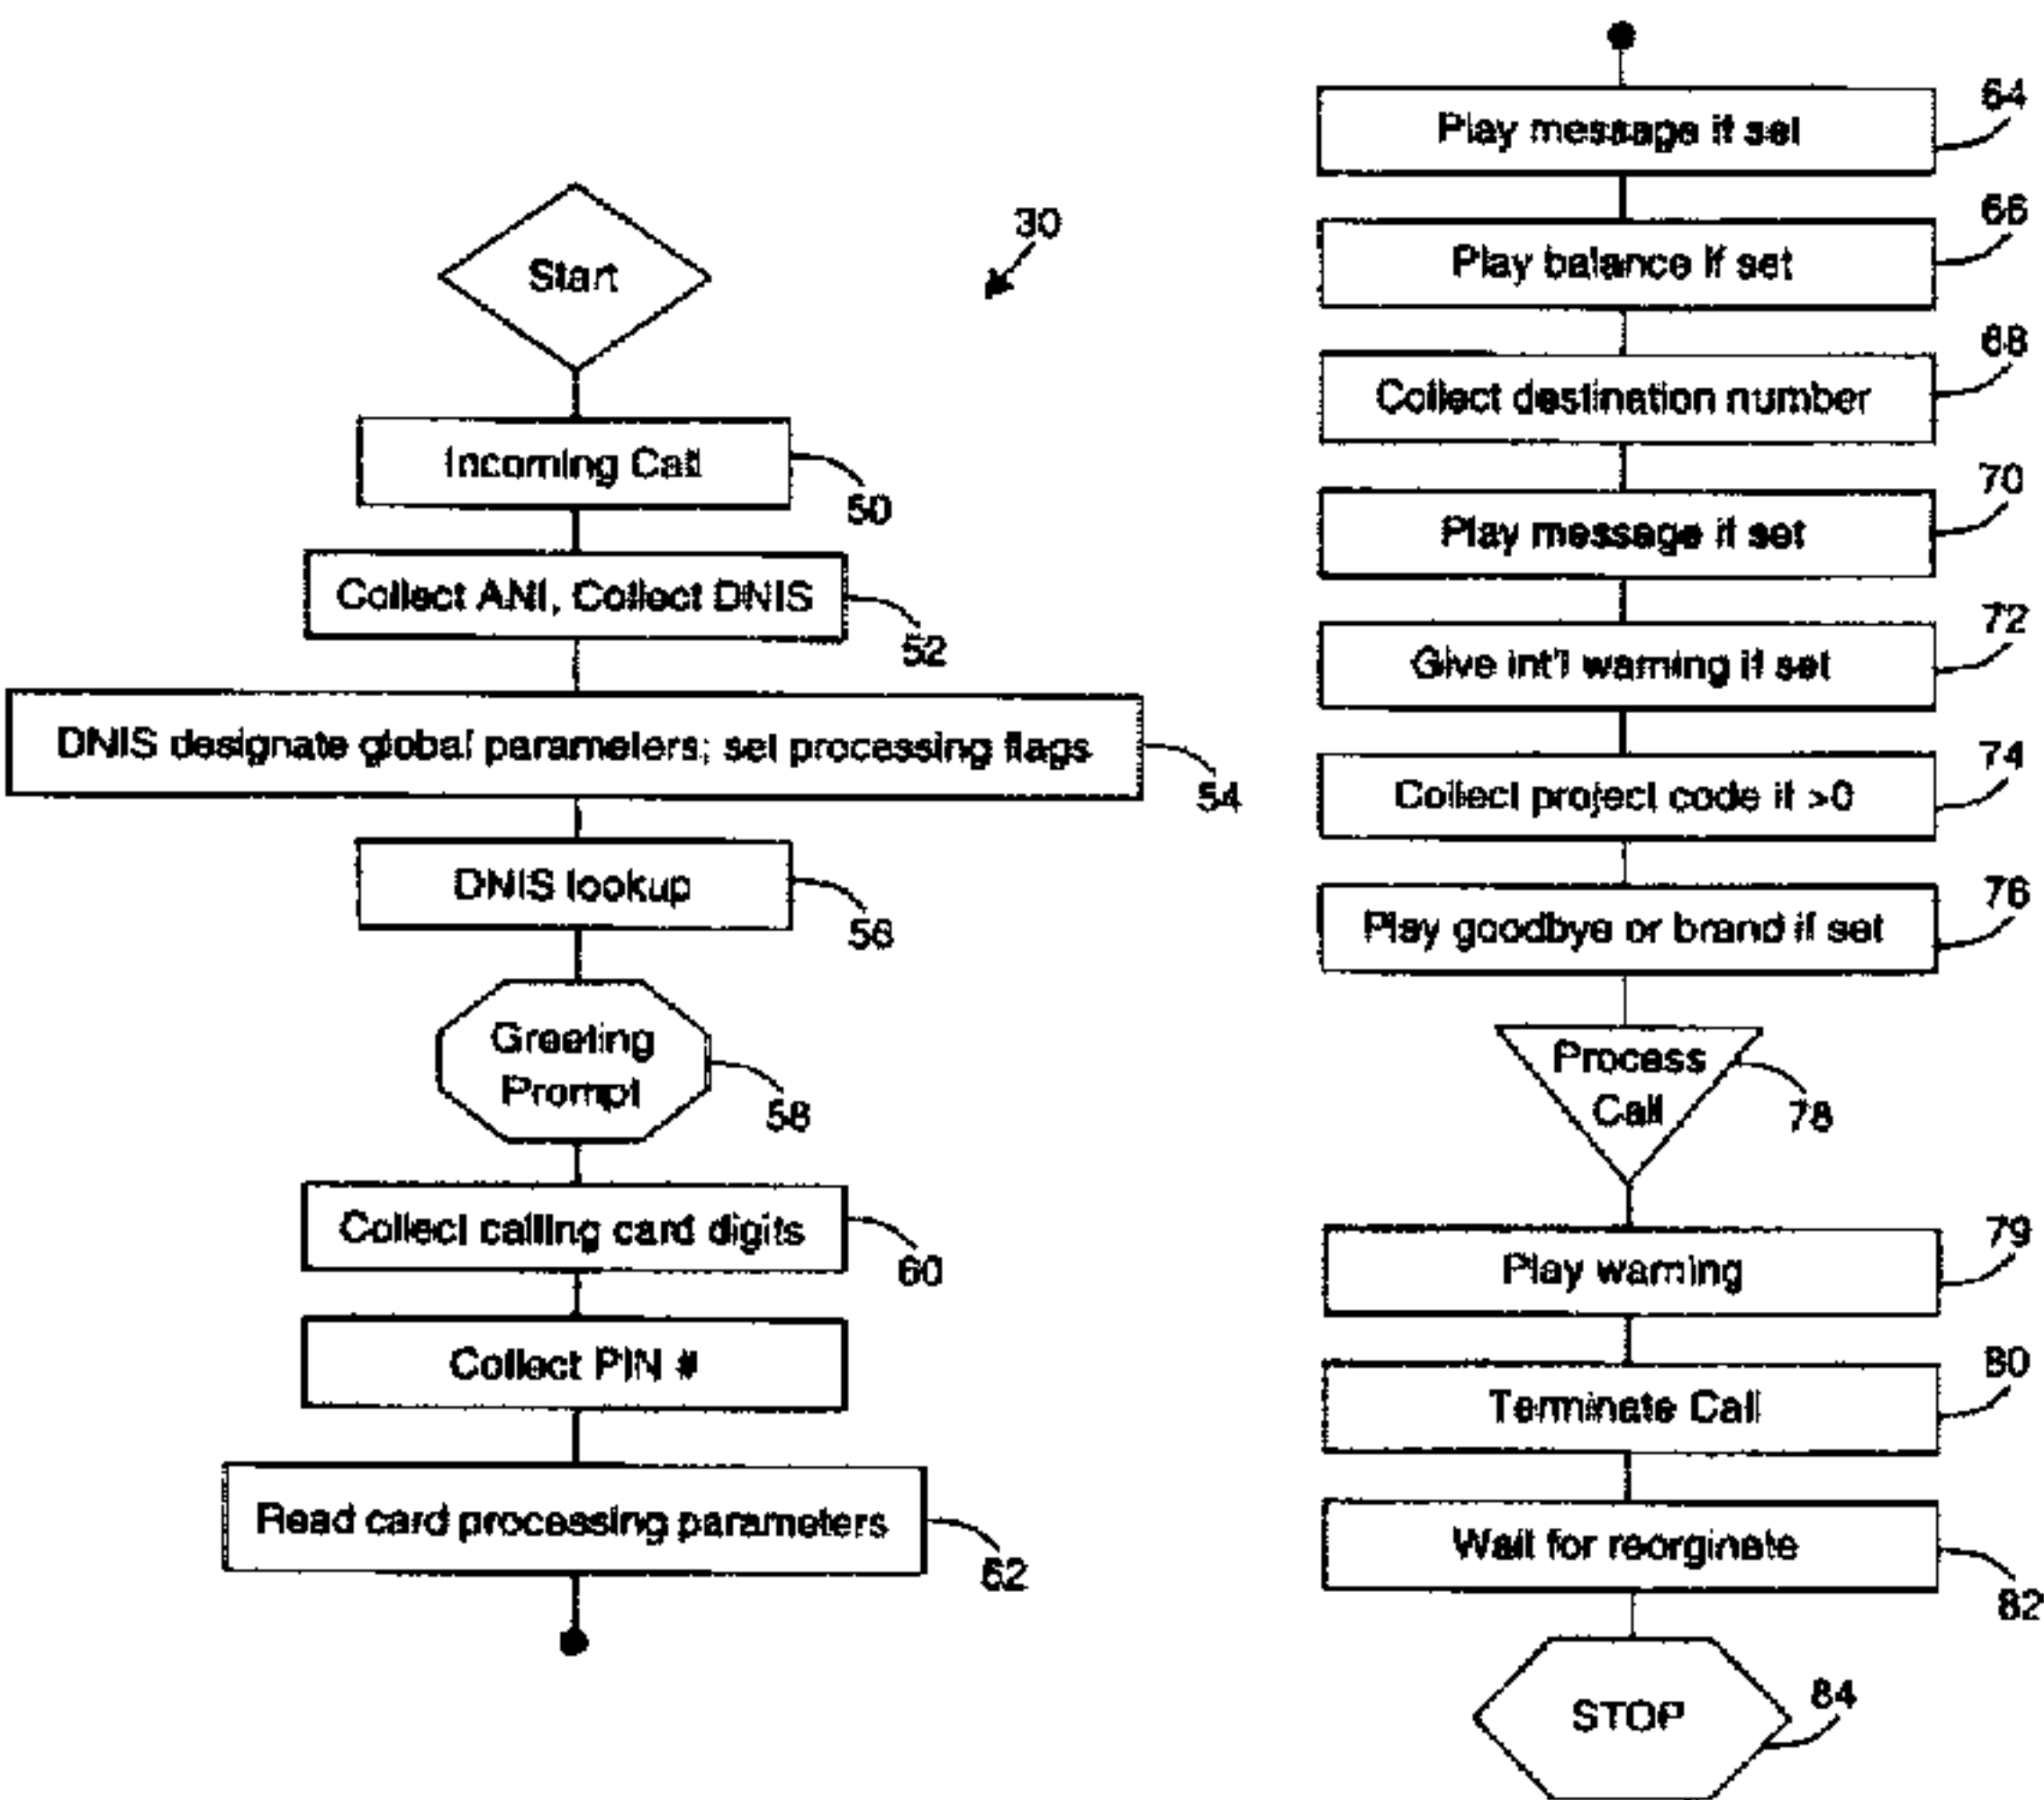 30
Start
Incoming Call
50
Collect ANI, Collect DNIS
52
DNIS designate global parameters; set processing flags
54
DNIS lookup
56
Greeting
Prompt
58
Collect calling card digits
60
Collect PIN #
Read card processing parameters
62
Play message if set
64
Play balance if set
66
Collect destination number
68
Play message if set
70
Give int'l warning if set
72
Collect project code if >0
74
Play goodbye or brand if set
76
Process
Call
78
Play warning
79
Terminate Call
80
Wait for reorginate
82
STOP
84